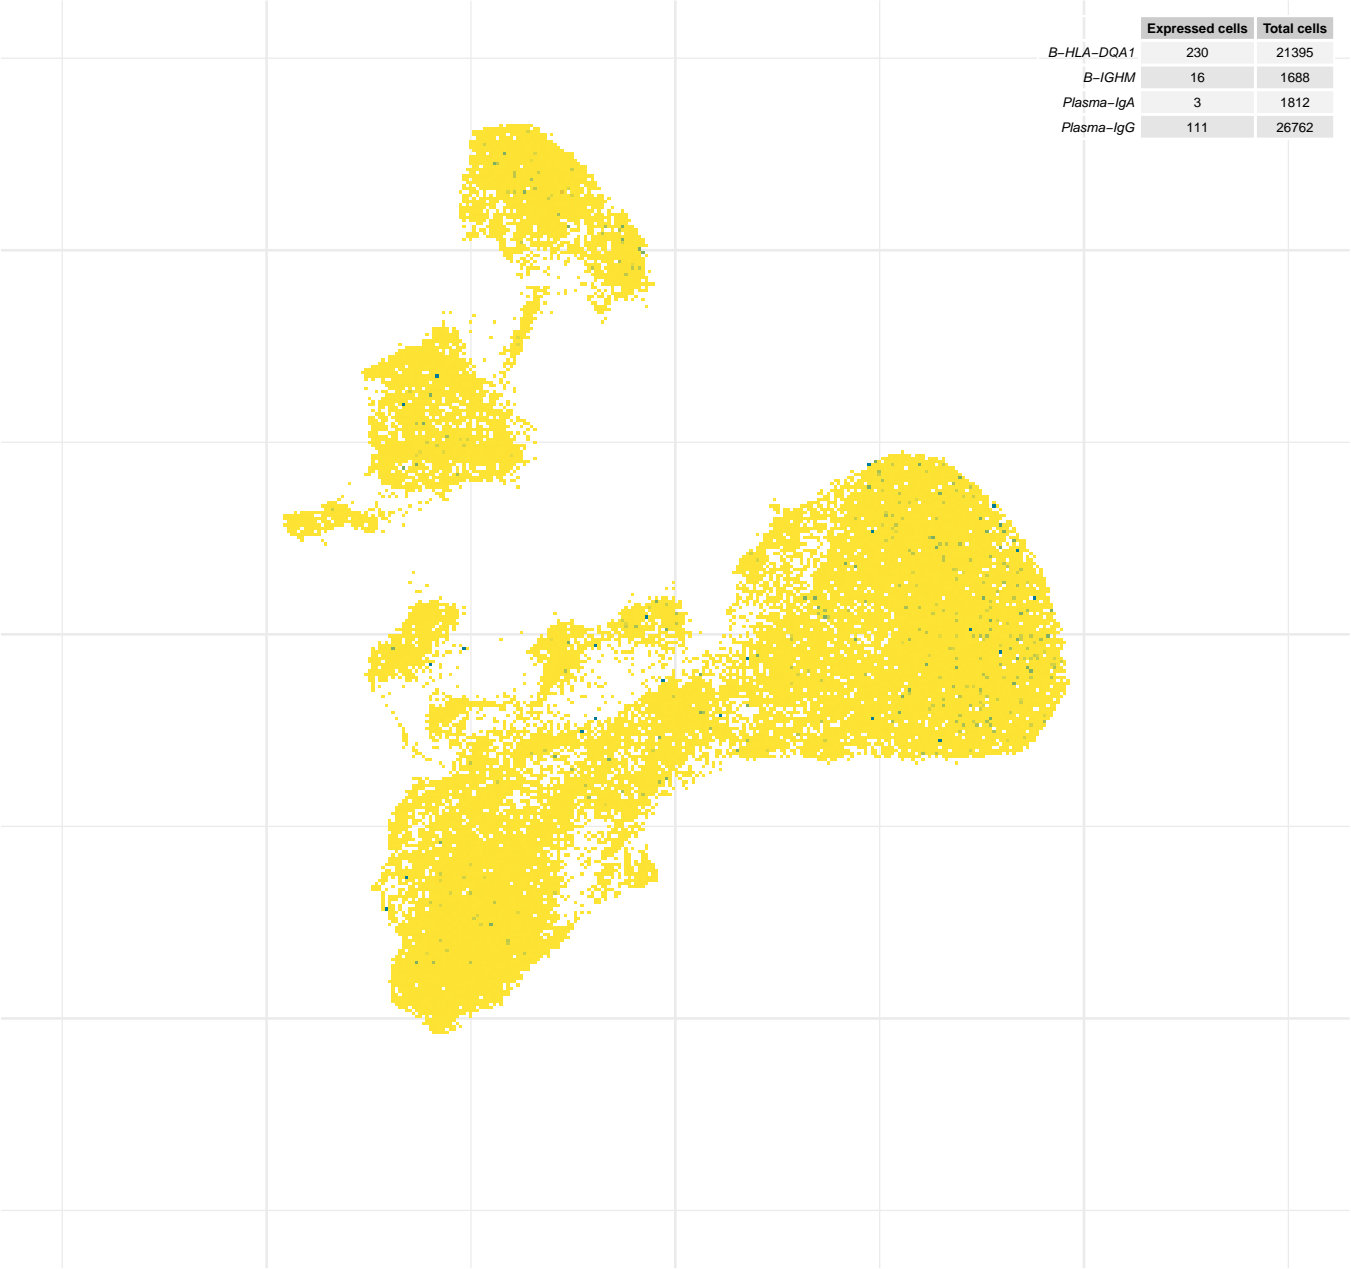 Expressed cells Total cells
B−HLA−DQA1 230 21395
B−IGHM 16 1688
Plasma−IgA 3 1812
Plasma−IgG 111 26762